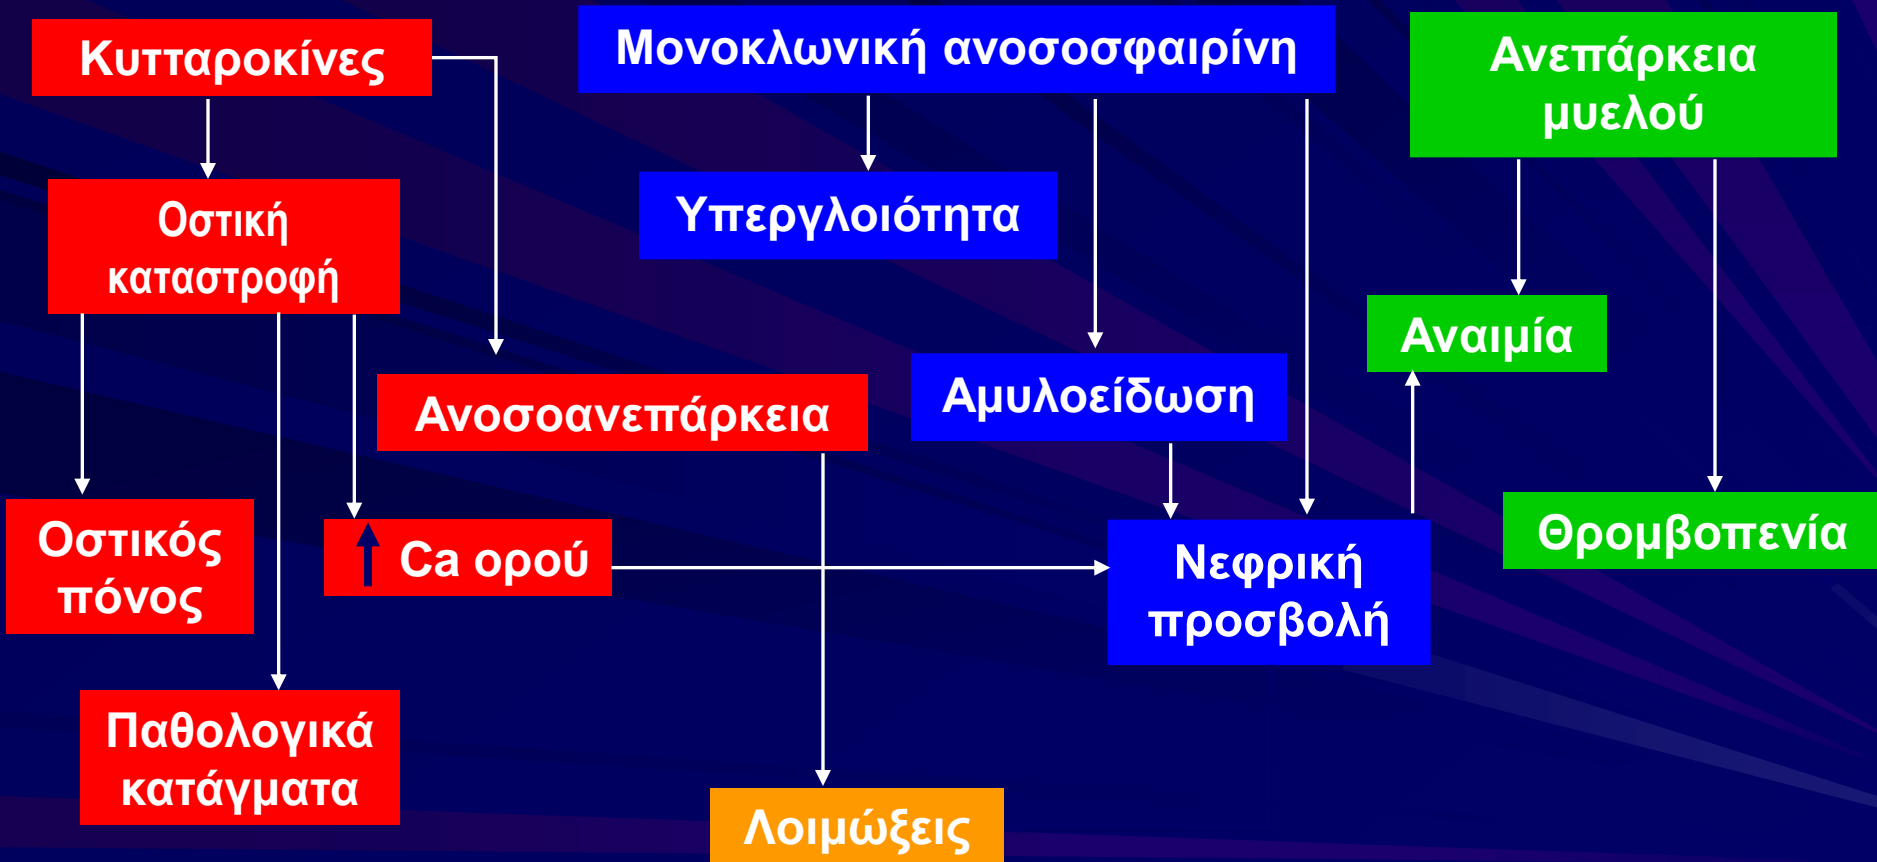 Κυτταροκίνες
Μονοκλωνική ανοσοσφαιρίνη
Ανεπάρκεια
μυελού
Οστική
καταστροφή
Υπεργλοιότητα
Αναιμία
Ανοσοανεπάρκεια
Αμυλοείδωση
Οστικός
πόνος
Ca ορού
Νεφρική
προσβολή
Θρομβοπενία
Παθολογικά
κατάγματα
Λοιμώξεις